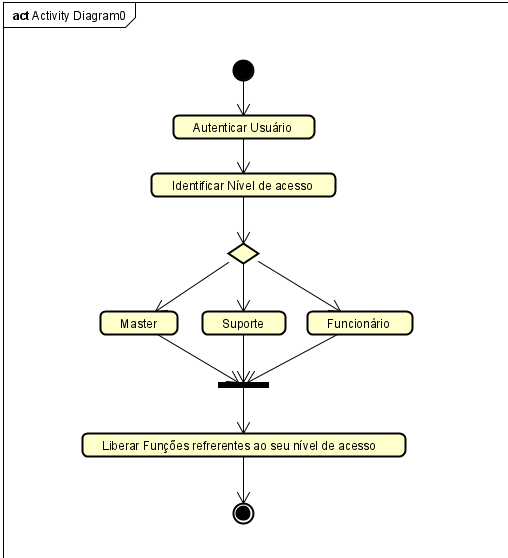 act Activity Diagram0
Autenticar Usuário
Identificar Nível de acesso
Master
Suporte
Funcionário
Liberar Funções refrerentes ao seu nível de acesso